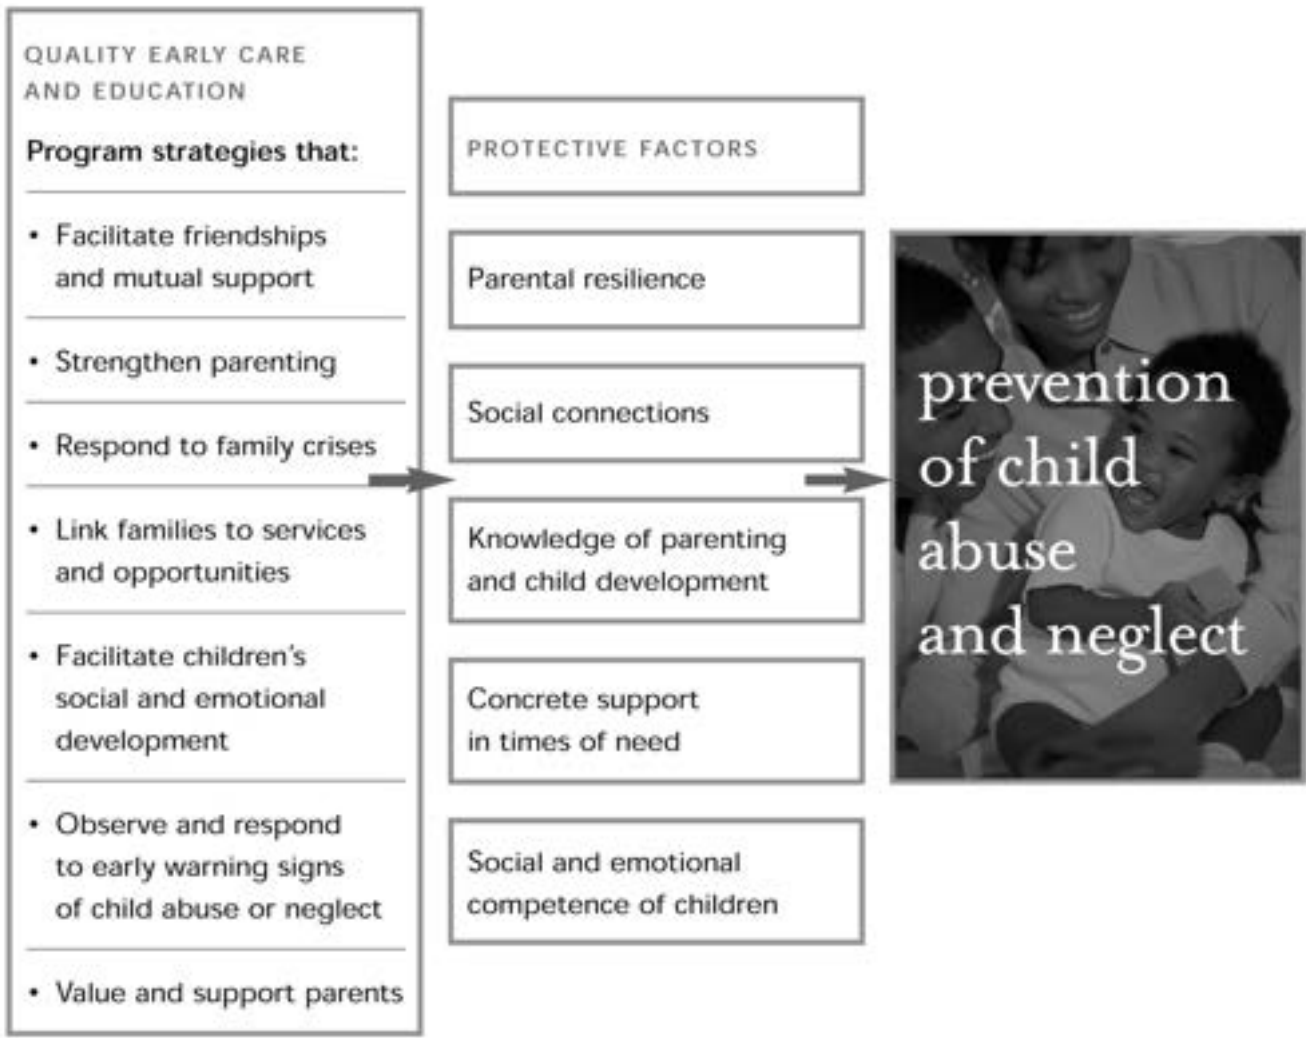 QUALITY EARLY CARE
AND EDUCATION
Program strategies that:
• Facilitate friendships
and mutual support
• Strengthen parenting
• Respond to family crises
• Link families to services
and opportunities
• Facilitate children's
social and emotional
development
• Observe and respond
to early warning signs
of child abuse or neglect
• Value and support parents
PROTECTIVE FACTORS
Parental resilience
Social connections
Knowledge of parenting
and child development
Concrete support
in times of need
Social and emotional
competence of children
prevention
of child
abuse
and neglect